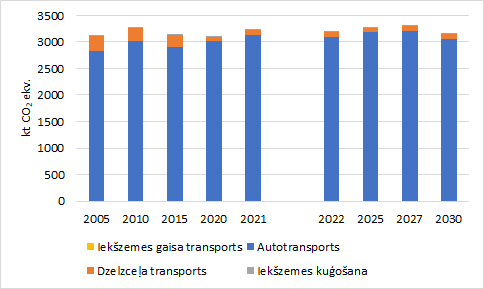 3500
3000
2500
2000
1500
1000
500
0
kt CO₂ ekv.
2005 2010 2015 2020 2021 2022 2025 2027 2030
Iekšzemes gaisa transports Autotransports
Dzelzceļa transports Iekšzemes kuģošana